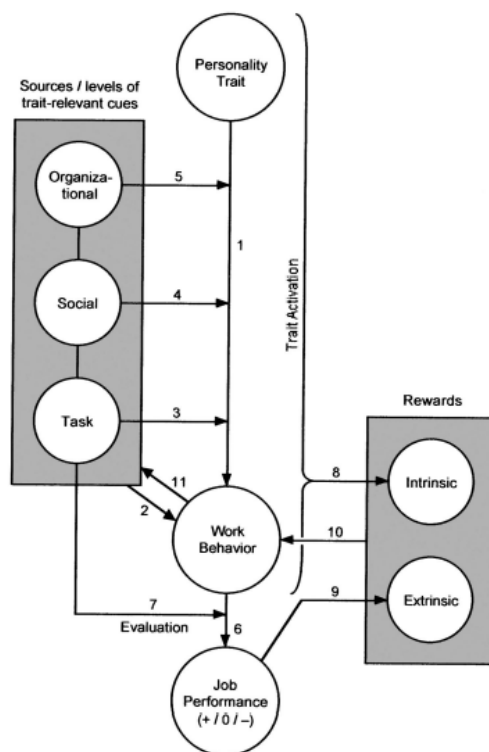 Personality
Trait
Sources / levels of
trait-relevant cues
Organiza-
tional
5
1
Social
4
Trait Activation
Task
3
Rewards
11
2
8
Intrinsic
Work
Behavior
10
7
Evaluation
6
9
Extrinsic
Job
Performance
(+ / 0 / –)